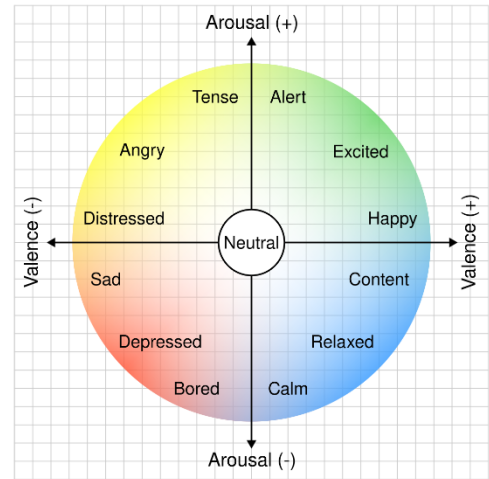 Arousal (+)
Tense
Alert
Angry
Excited
Distressed
Happy
Valence (-)
Neutral
Valence (+)
Sad
Content
Depressed
Relaxed
Bored
Calm
Arousal (-)